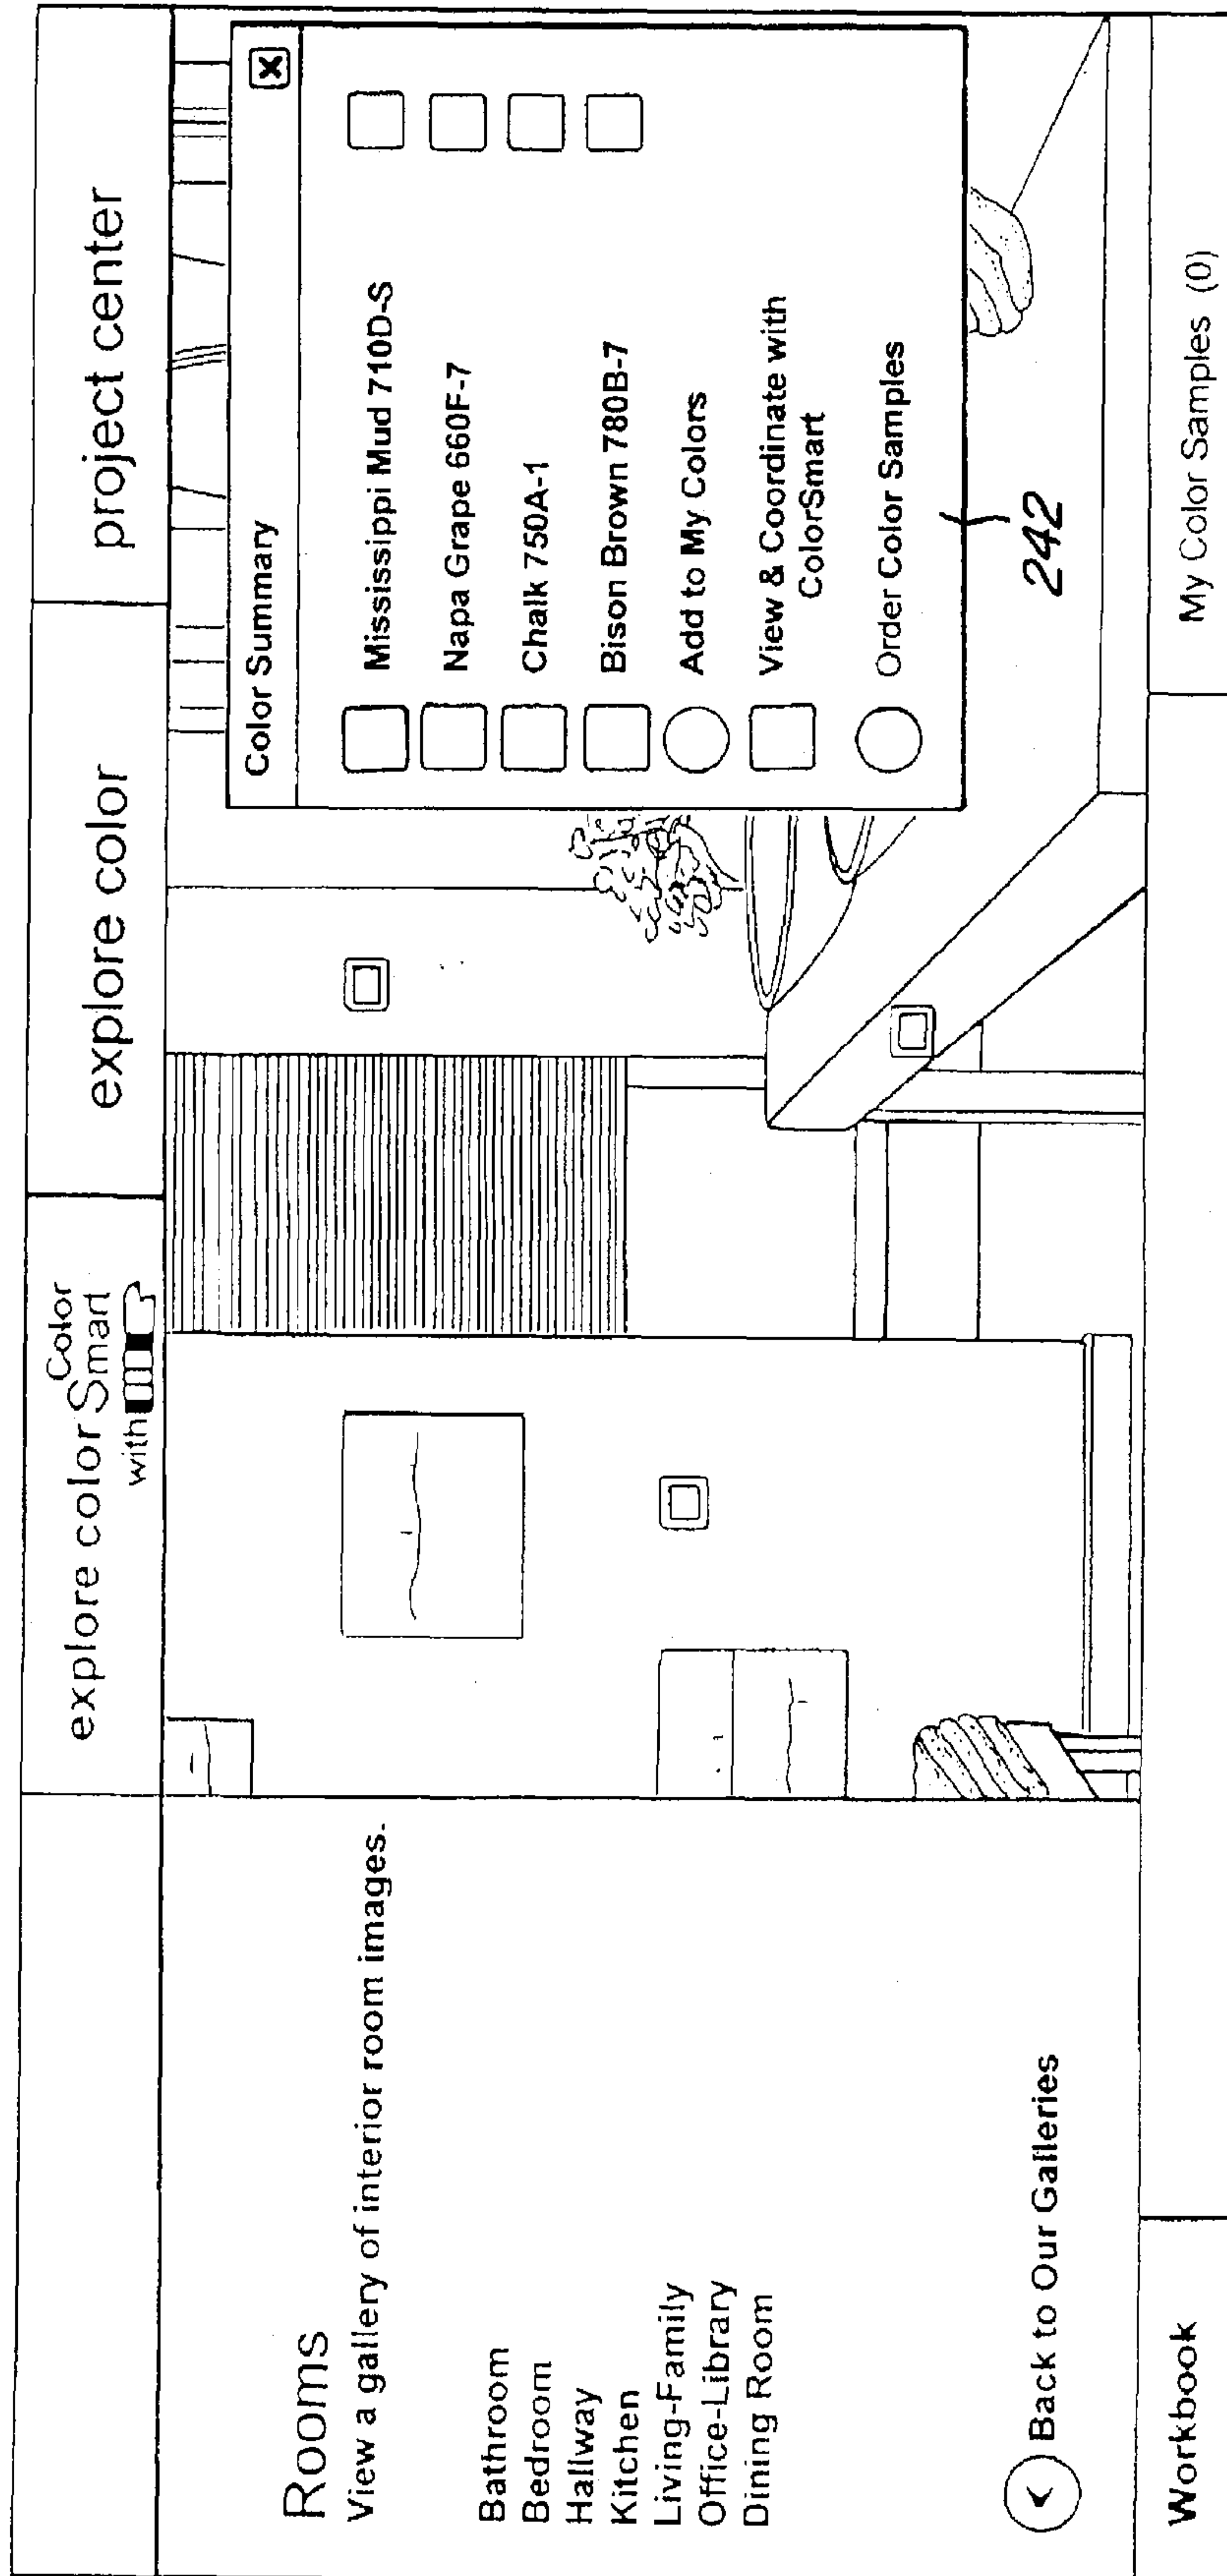 explore color
Color
Smart
with
explore color
project center
Rooms
View a gallery of interior room images.
Bathroom
Bedroom
Hallway
Kitchen
Living-Family
Office-Library
Dining Room
Back to Our Galleries
Color Summary
Mississippi Mud 710D-S
Napa Grape 660F-7
Chalk 750A-1
Bison Brown 780B-7
Add to My Colors
View & Coordinate with
ColorSmart
Order Color Samples
242
Workbook
My Color Samples (0)